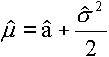 μ̂ = â + σ̂²/2